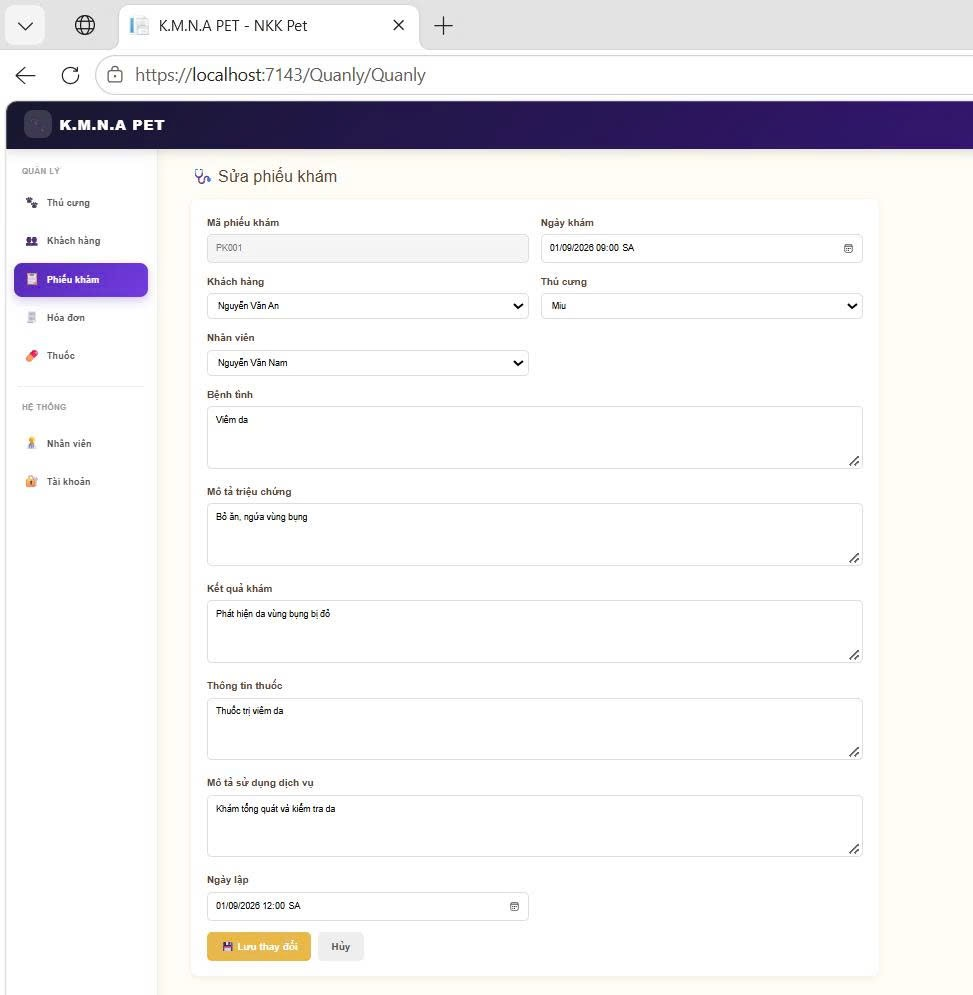 K.M.N.A PET - NKK Pet
https://localhost:7143/Quanly/Quanly
K.M.N.A PET
QUẢN LÝ
Thú cưng
Khách hàng
Phiếu khám
Hóa đơn
Thuốc
HỆ THỐNG
Nhân viên
Tài khoản
Sửa phiếu khám
Mã phiếu khám
Ngày khám
PK001
01/09/2026 09:00 SA
Khách hàng
Thú cưng
Nguyễn Văn An
Miu
Nhân viên
Nguyễn Văn Nam
Bệnh tình
Viêm da
Mô tả triệu chứng
Bỏ ăn, ngứa vùng bụng
Kết quả khám
Phát hiện da vùng bụng bị đỏ
Thông tin thuốc
Thuốc trị viêm da
Mô tả sử dụng dịch vụ
Khám tổng quát và kiểm tra da
Ngày lập
01/09/2026 12:00 SA
Lưu thay đổi
Hủy